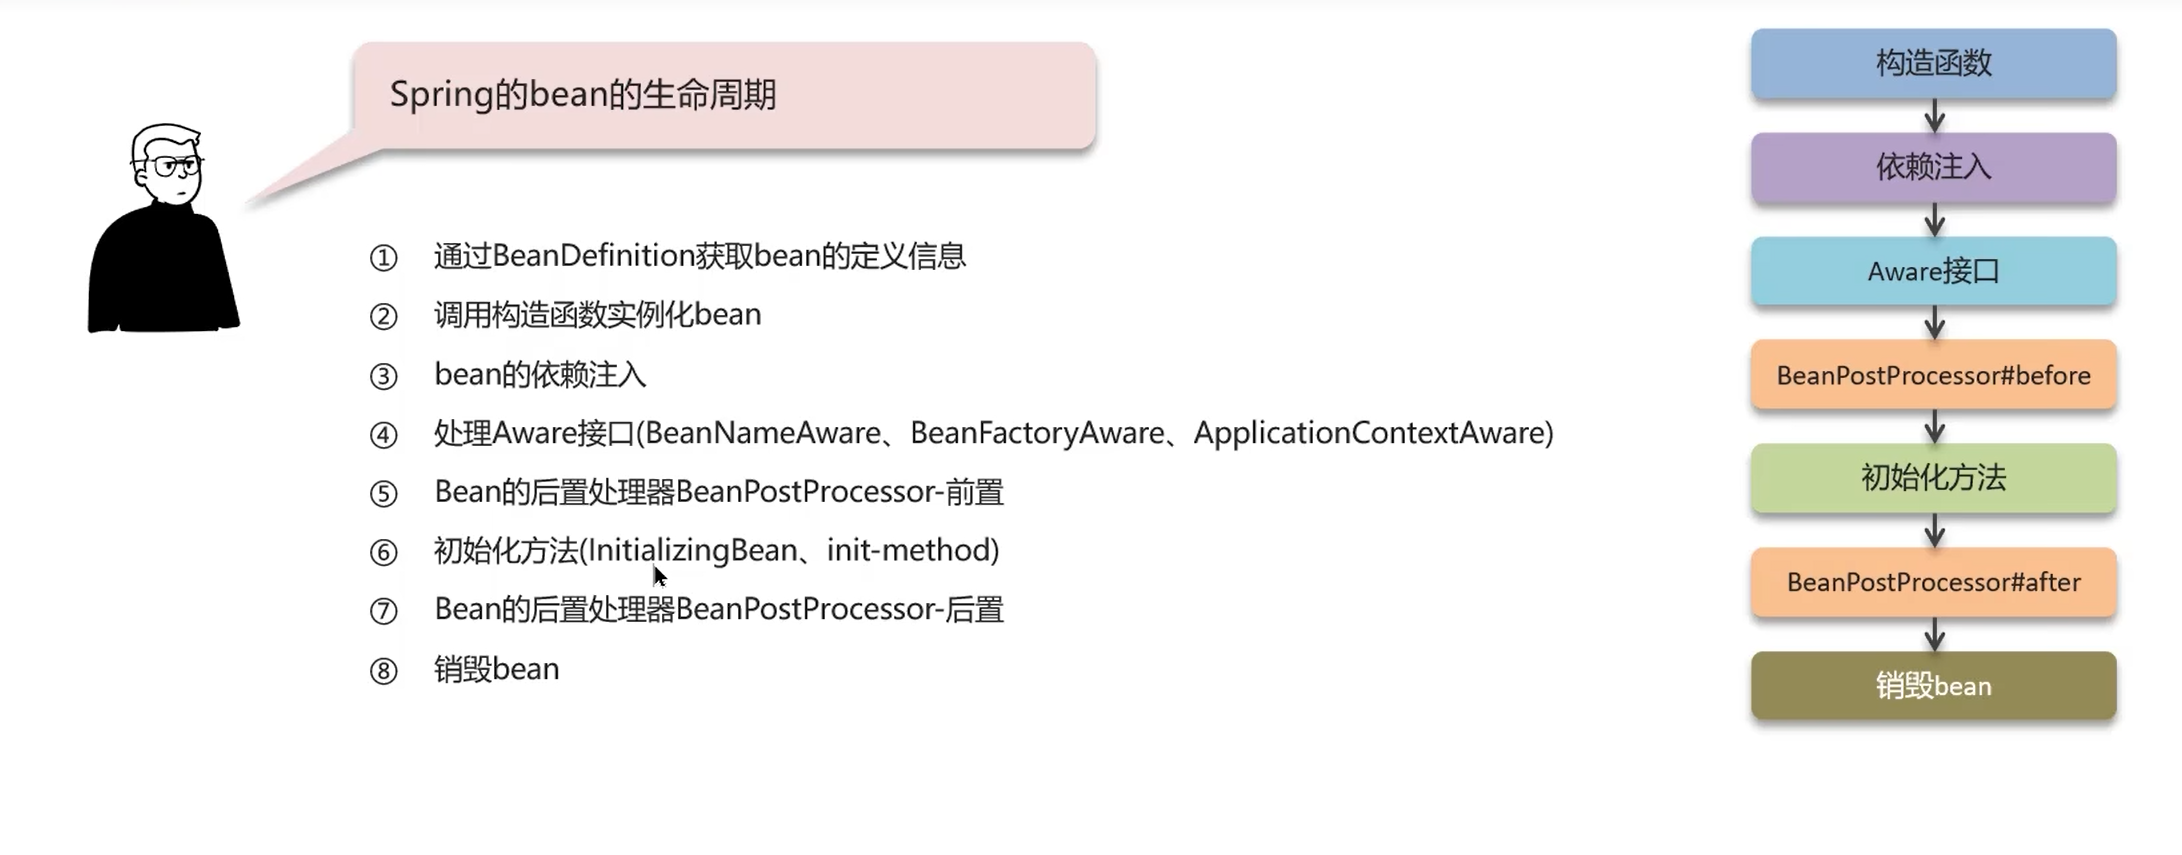 Spring的bean的生命周期
① 通过BeanDefinition获取bean的定义信息
② 调用构造函数实例化bean
③ bean的依赖注入
④ 处理Aware接口(BeanNameAware、BeanFactoryAware、ApplicationContextAware)
⑤ Bean的后置处理器BeanPostProcessor-前置
⑥ 初始化方法(InitializingBean、init-method)
⑦ Bean的后置处理器BeanPostProcessor-后置
⑧ 销毁bean
构造函数
依赖注入
Aware接口
BeanPostProcessor#before
初始化方法
BeanPostProcessor#after
销毁bean